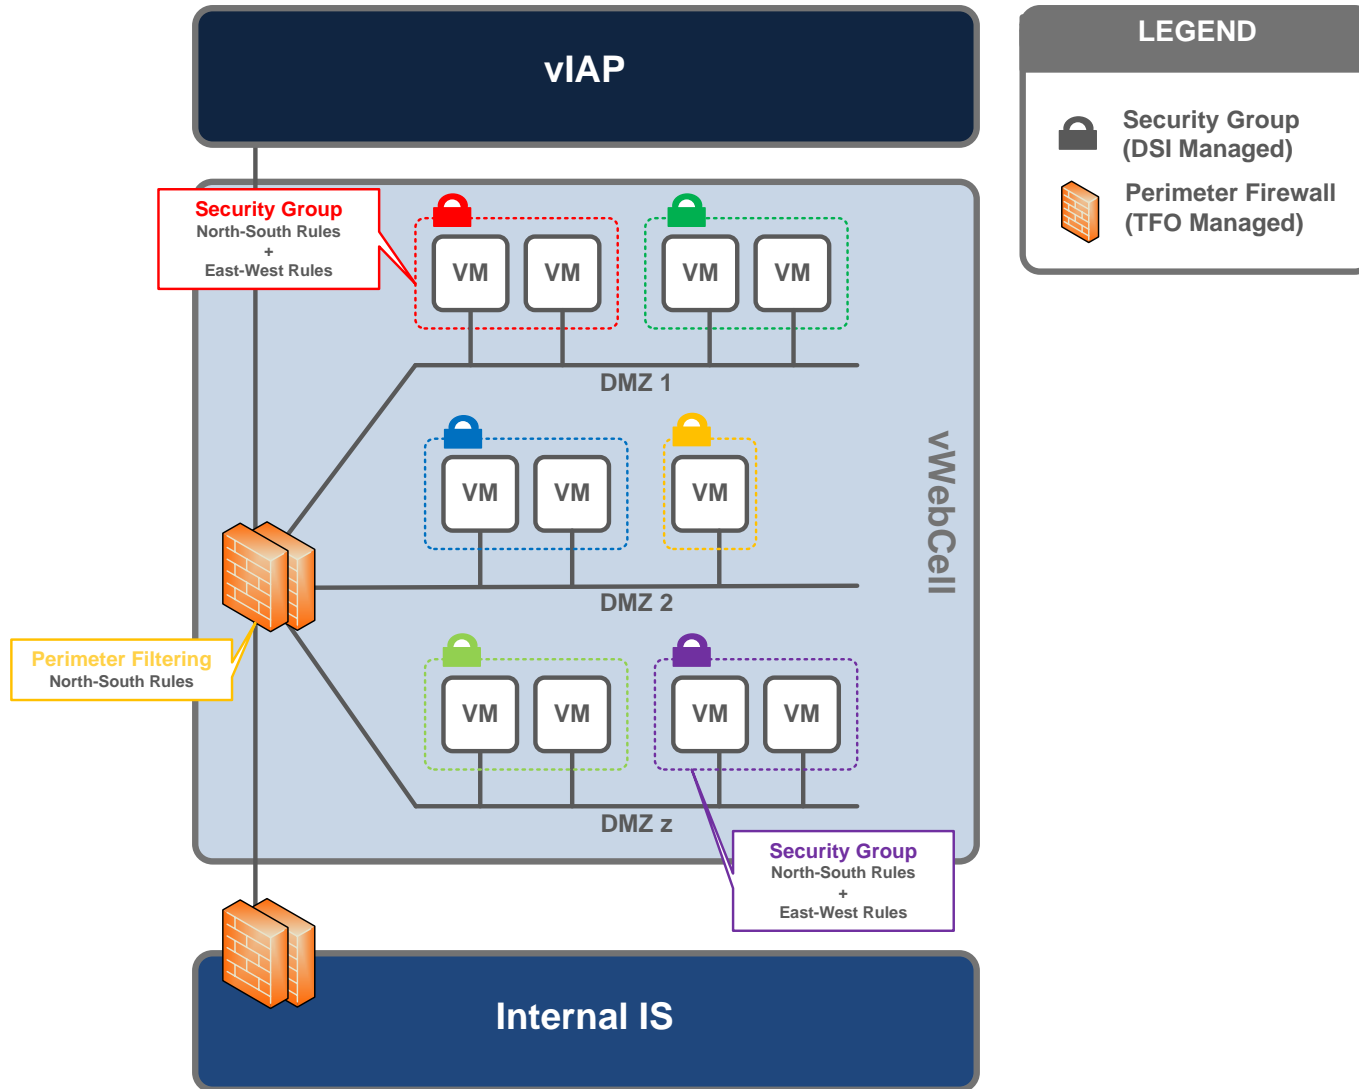 vIAP
LEGEND
Security Group
(DSI Managed)
Perimeter Firewall
(TFO Managed)
Security Group
North-South Rules
+
East-West Rules
VM
VM
VM
VM
DMZ 1
VM
VM
VM
DMZ 2
vWebCell
Perimeter Filtering
North-South Rules
VM
VM
VM
VM
DMZ z
Security Group
North-South Rules
+
East-West Rules
Internal IS